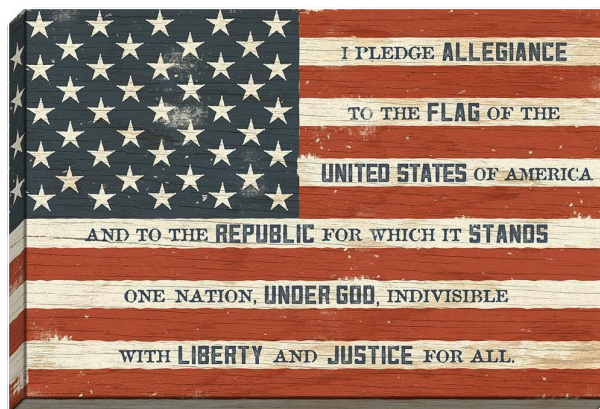 I PLEDGE ALLEGIANCE
TO THE FLAG OF THE
UNITED STATES OF AMERICA
AND TO THE REPUBLIC FOR WHICH IT STANDS
ONE NATION, UNDER GOD, INDIVISIBLE
WITH LIBERTY AND JUSTICE FOR ALL.